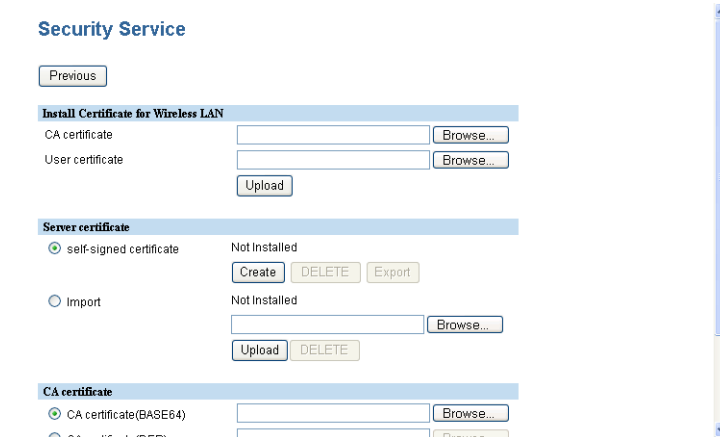 Security Service
Previous
Install Certificate for Wireless LAN
CA certificate Browse...
User certificate Browse...
Upload
Server certificate
self-signed certificate Not Installed
Create DELETE Export
Import Not Installed
Browse...
Upload DELETE
CA certificate
CA certificate(BASE64) Browse...